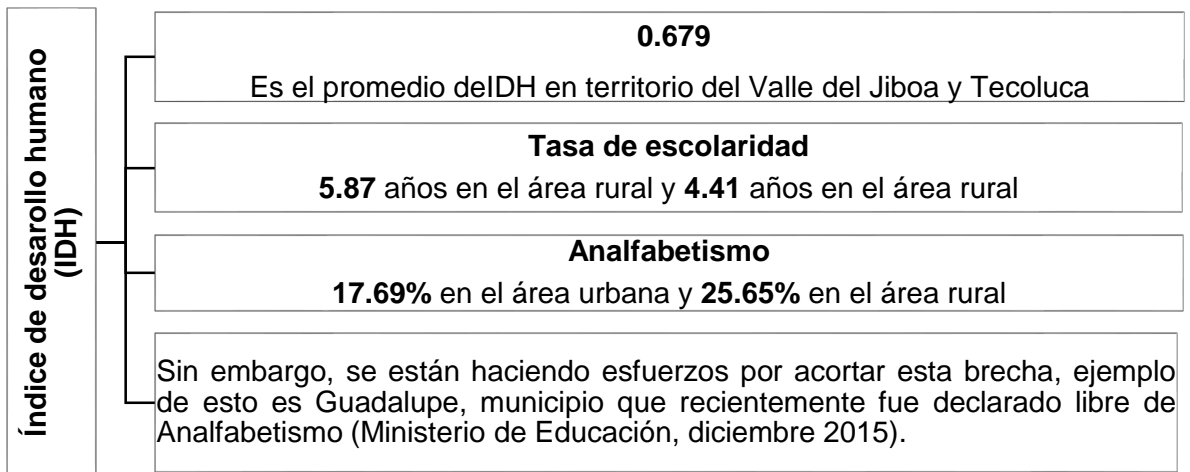 Índice de desarollo humano
(IDH)
0.679
Es el promedio deIDH en territorio del Valle del Jiboa y Tecoluca
Tasa de escolaridad
5.87 años en el área rural y 4.41 años en el área rural
Analfabetismo
17.69% en el área urbana y 25.65% en el área rural
Sin embargo, se están haciendo esfuerzos por acortar esta brecha, ejemplo
de esto es Guadalupe, municipio que recientemente fue declarado libre de
Analfabetismo (Ministerio de Educación, diciembre 2015).